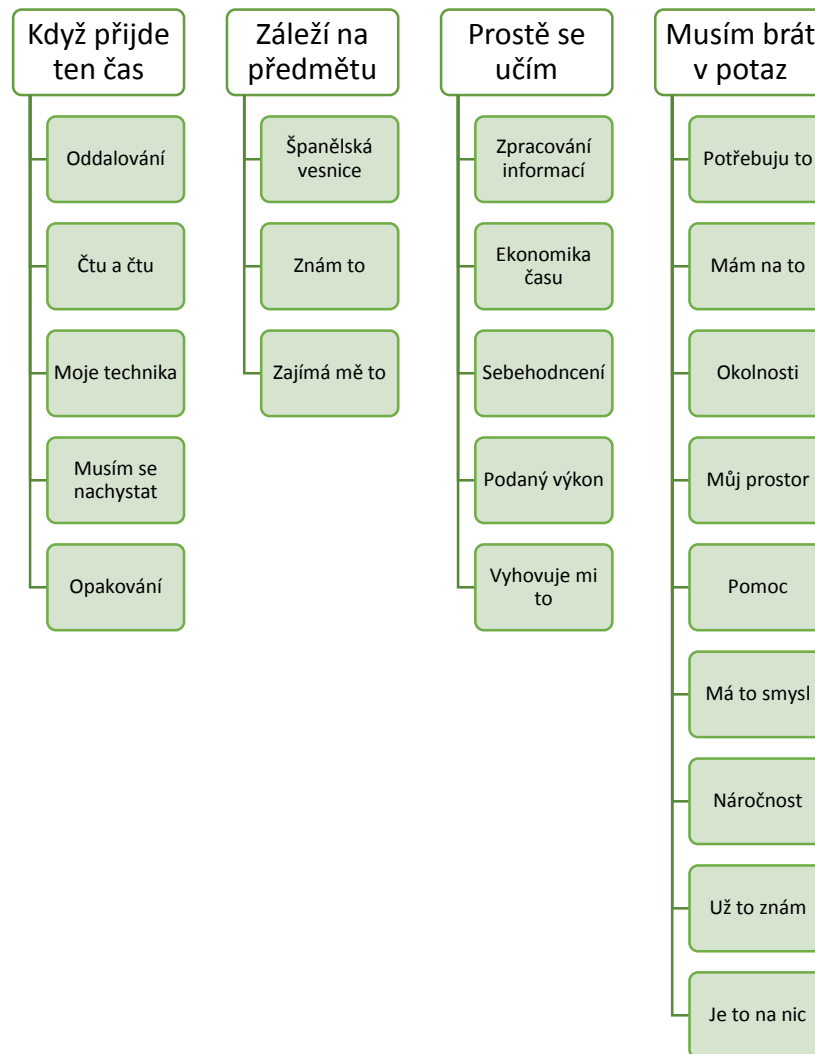 Když přijde
ten čas
Oddalování
Čtu a čtu
Moje technika
Musím se
nachystat
Opakování
Záleží na
předmětu
Španělská
vesnice
Znám to
Zajímá mě to
Prostě se
učím
Zpracování
informací
Ekonomika
času
Sebehodncení
Podaný výkon
Vyhovuje mi
to
Musím brát
v potaz
Potřebuju to
Mám na to
Okolnosti
Můj prostor
Pomoc
Má to smysl
Náročnost
Už to znám
Je to na nic